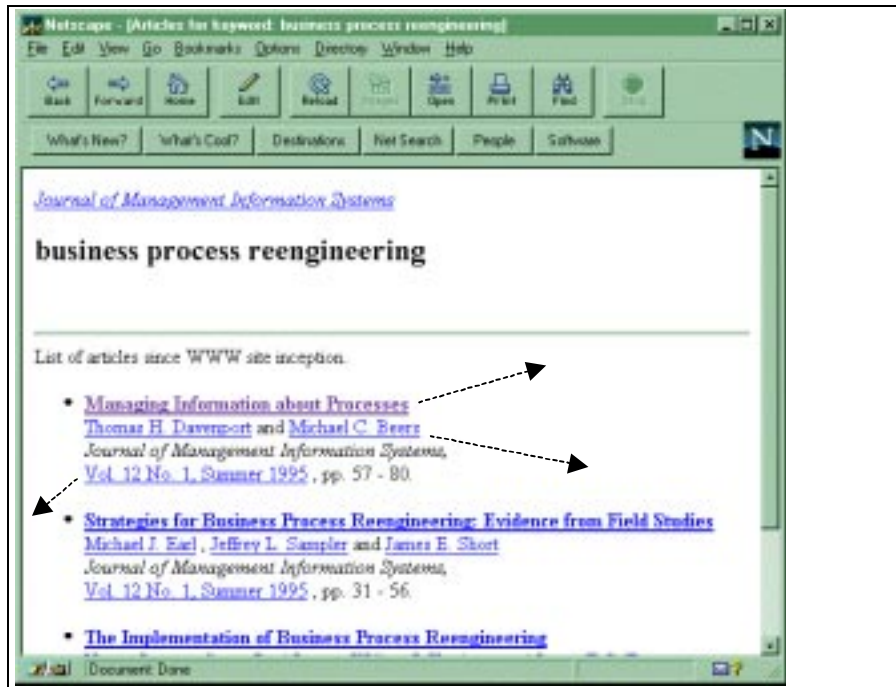 Netscape - [Articles for keyword: business process reengineering]
File Edit View Go Bookmarks Options Directory Window Help
Back Forward Home Edit Reload Images Open Print Find Stop
What's New? What's Cool? Destinations Net Search People Software
N
Journal of Management Information Systems
business process reengineering
List of articles since WWW site inception.
• Managing Information about Processes
Thomas H. Davenport and Michael C. Beers
Journal of Management Information Systems,
Vol. 12 No. 1, Summer 1995 , pp. 57 - 80.
• Strategies for Business Process Reengineering: Evidence from Field Studies
Michael J. Earl , Jeffrey L. Sampler and James E. Short
Journal of Management Information Systems,
Vol. 12 No. 1, Summer 1995 , pp. 31 - 56.
• The Implementation of Business Process Reengineering
Document: Done